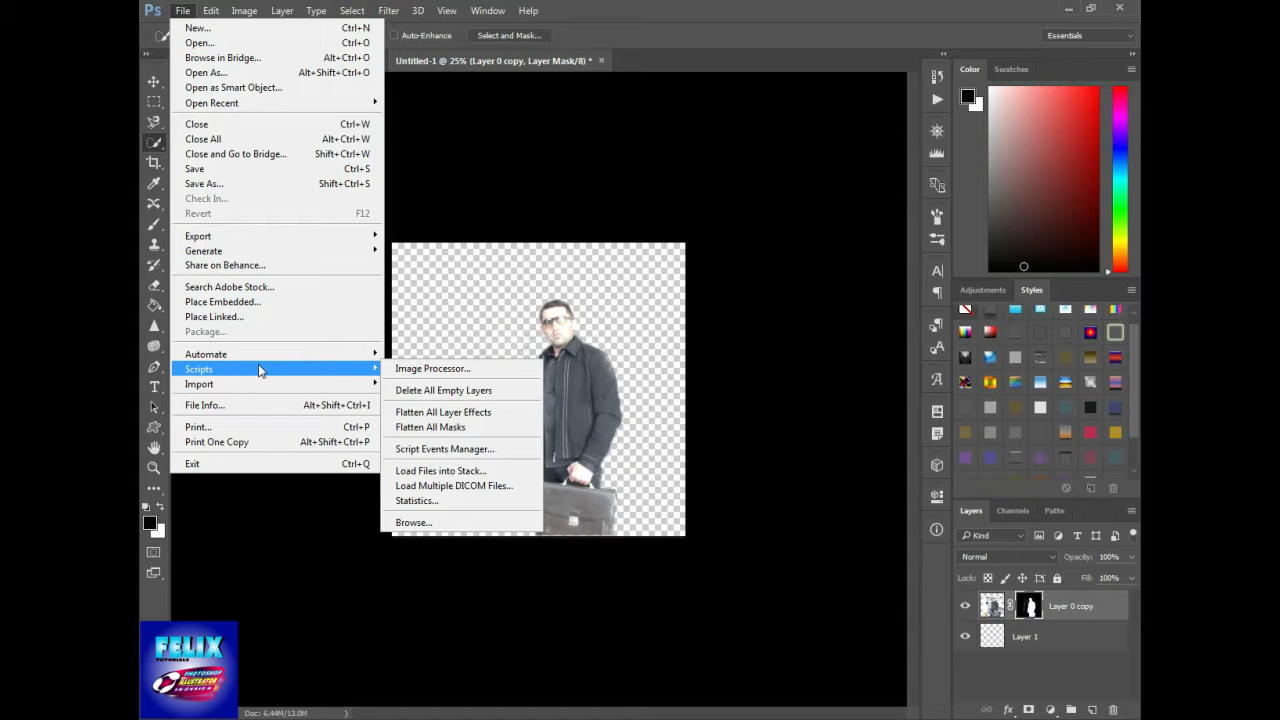 Ps File Edit Image Layer Type Select Filter 3D View Window Help
Auto-Enhance Select and Mask... Essentials
Untitled-1 @ 25% (Layer 0 copy, Layer Mask/8) * ×
New... Ctrl+N
Open... Ctrl+O
Browse in Bridge... Alt+Ctrl+O
Open As... Alt+Shift+Ctrl+O
Open as Smart Object...
Open Recent
Close Ctrl+W
Close All Alt+Ctrl+W
Close and Go to Bridge... Shift+Ctrl+W
Save Ctrl+S
Save As... Shift+Ctrl+S
Check In...
Revert F12
Export
Generate
Share on Behance...
Search Adobe Stock...
Place Embedded...
Place Linked...
Package...
Automate
Scripts
Import
File Info... Alt+Shift+Ctrl+I
Print... Ctrl+P
Print One Copy Alt+Shift+Ctrl+P
Exit Ctrl+Q
Image Processor...
Delete All Empty Layers
Flatten All Layer Effects
Flatten All Masks
Script Events Manager...
Load Files into Stack...
Load Multiple DICOM Files...
Statistics...
Browse...
Color Swatches
Adjustments Styles
Layers Channels Paths
Kind
Normal Opacity: 100%
Lock: Fill: 100%
Layer 0 copy
Layer 1
FELIX
TUTORIALS
PHOTOSHOP
ILLUSTRATOR
INDESIGN
Doc: 6.44M/13.0M